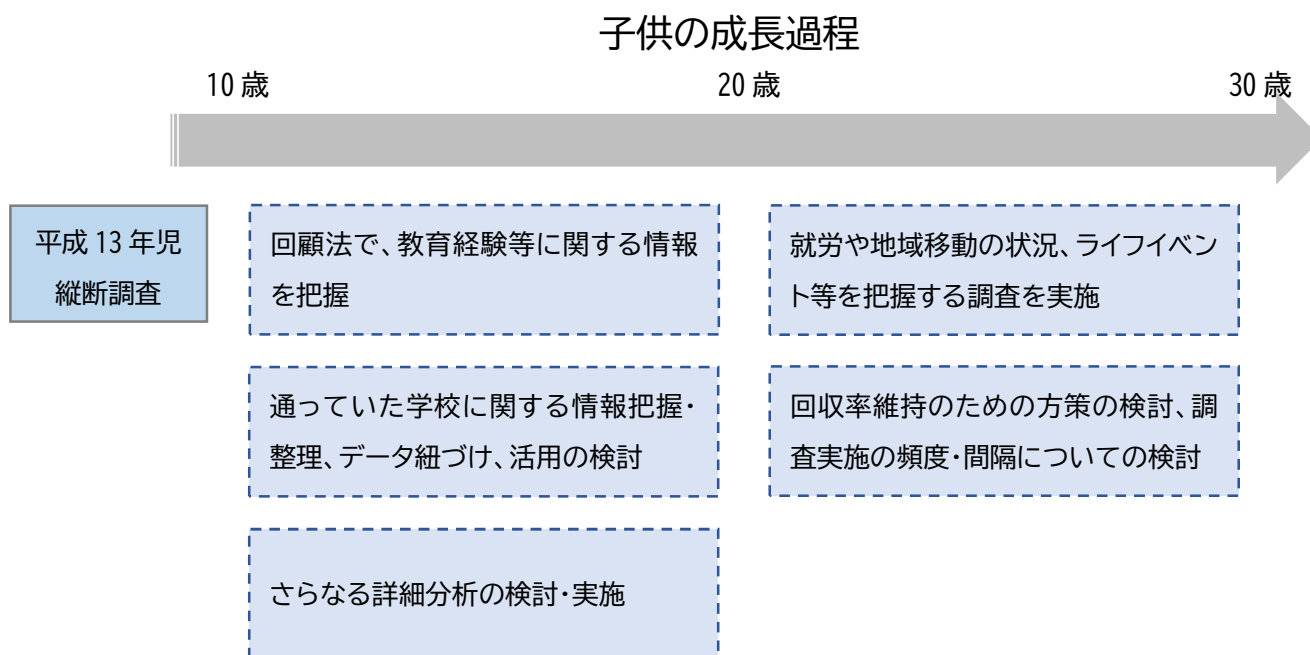 子供の成長過程
10 歳
20 歳
30 歳
平成 13 年児
縦断調査
回顧法で、教育経験等に関する情報
を把握
就労や地域移動の状況、ライフイベン
ト等を把握する調査を実施
通っていた学校に関する情報把握・
整理、データ紐づけ、活用の検討
回収率維持のための方策の検討、調
査実施の頻度・間隔についての検討
さらなる詳細分析の検討・実施